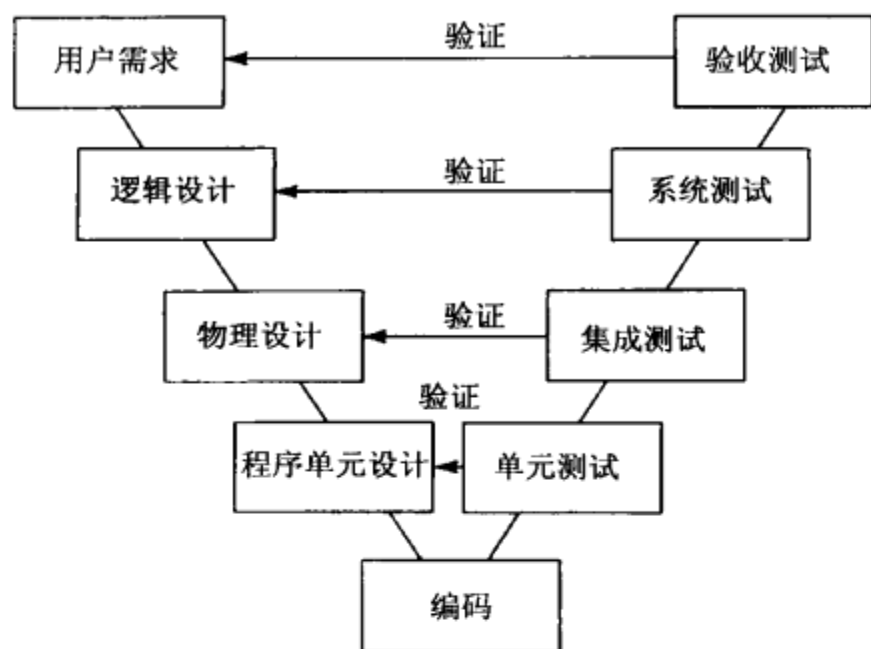 验证
用户需求
验收测试
验证
逻辑设计
系统测试
验证
物理设计
集成测试
验证
程序单元设计
单元测试
编码